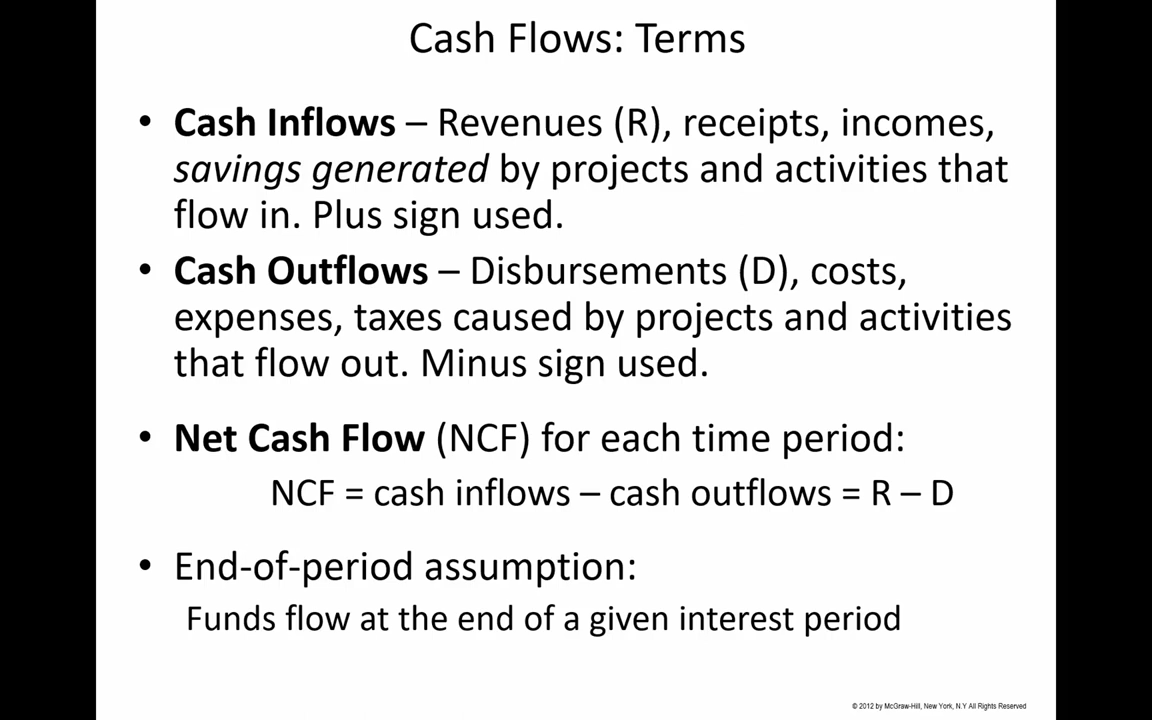 Cash Flows: Terms
• Cash Inflows – Revenues (R), receipts, incomes,
savings generated by projects and activities that
flow in. Plus sign used.
• Cash Outflows – Disbursements (D), costs,
expenses, taxes caused by projects and activities
that flow out. Minus sign used.
• Net Cash Flow (NCF) for each time period:
NCF = cash inflows – cash outflows = R – D
• End-of-period assumption:
Funds flow at the end of a given interest period
© 2012 by McGraw-Hill, New York, N.Y All Rights Reserved